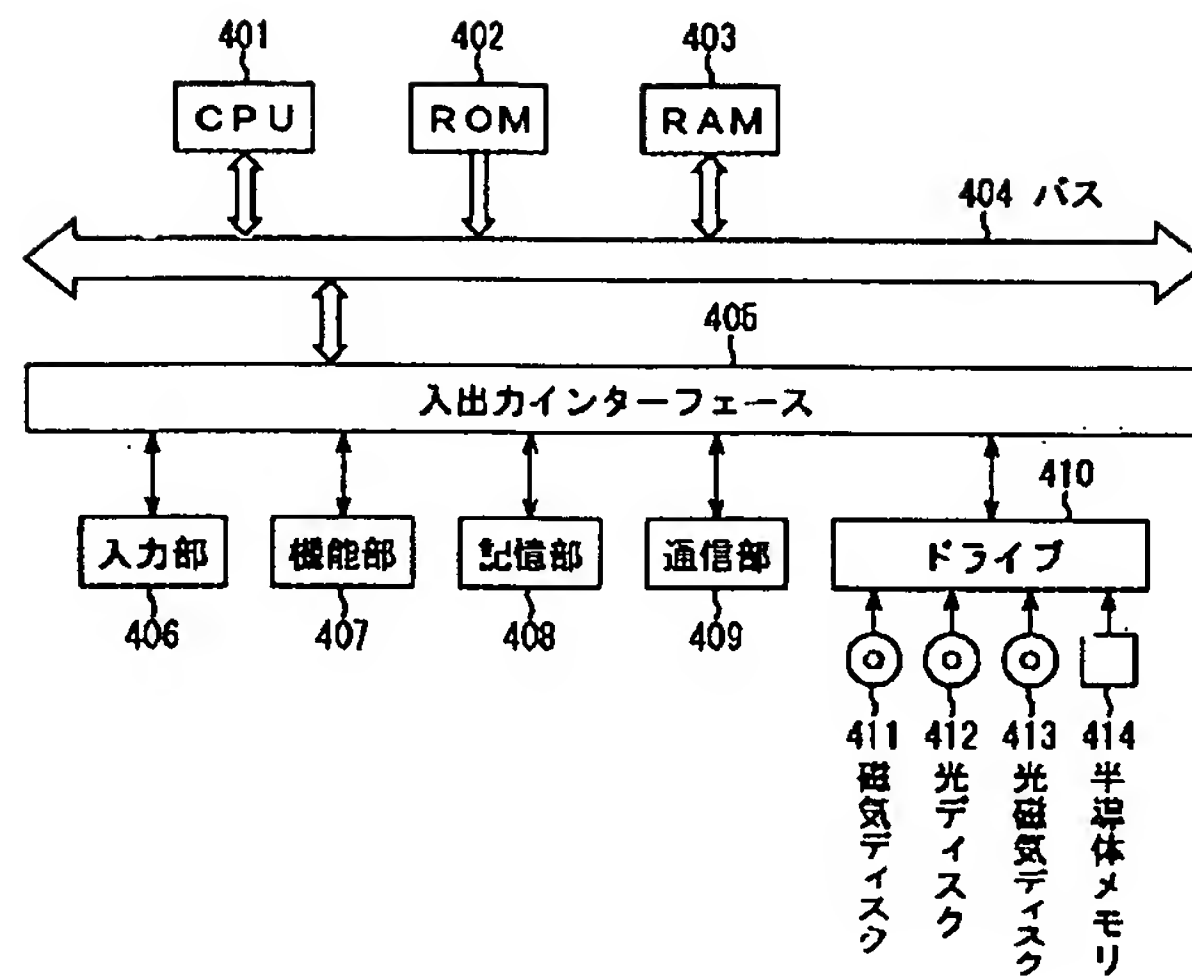 401
402
403
CPU
ROM
RAM
404 バス
405
入出力インターフェース
410
入力部
機能部
記憶部
通信部
ドライブ
406
407
408
409
411
412
413
414
磁気ディスク
光ディスク
光磁気ディスク
半導体メモリ